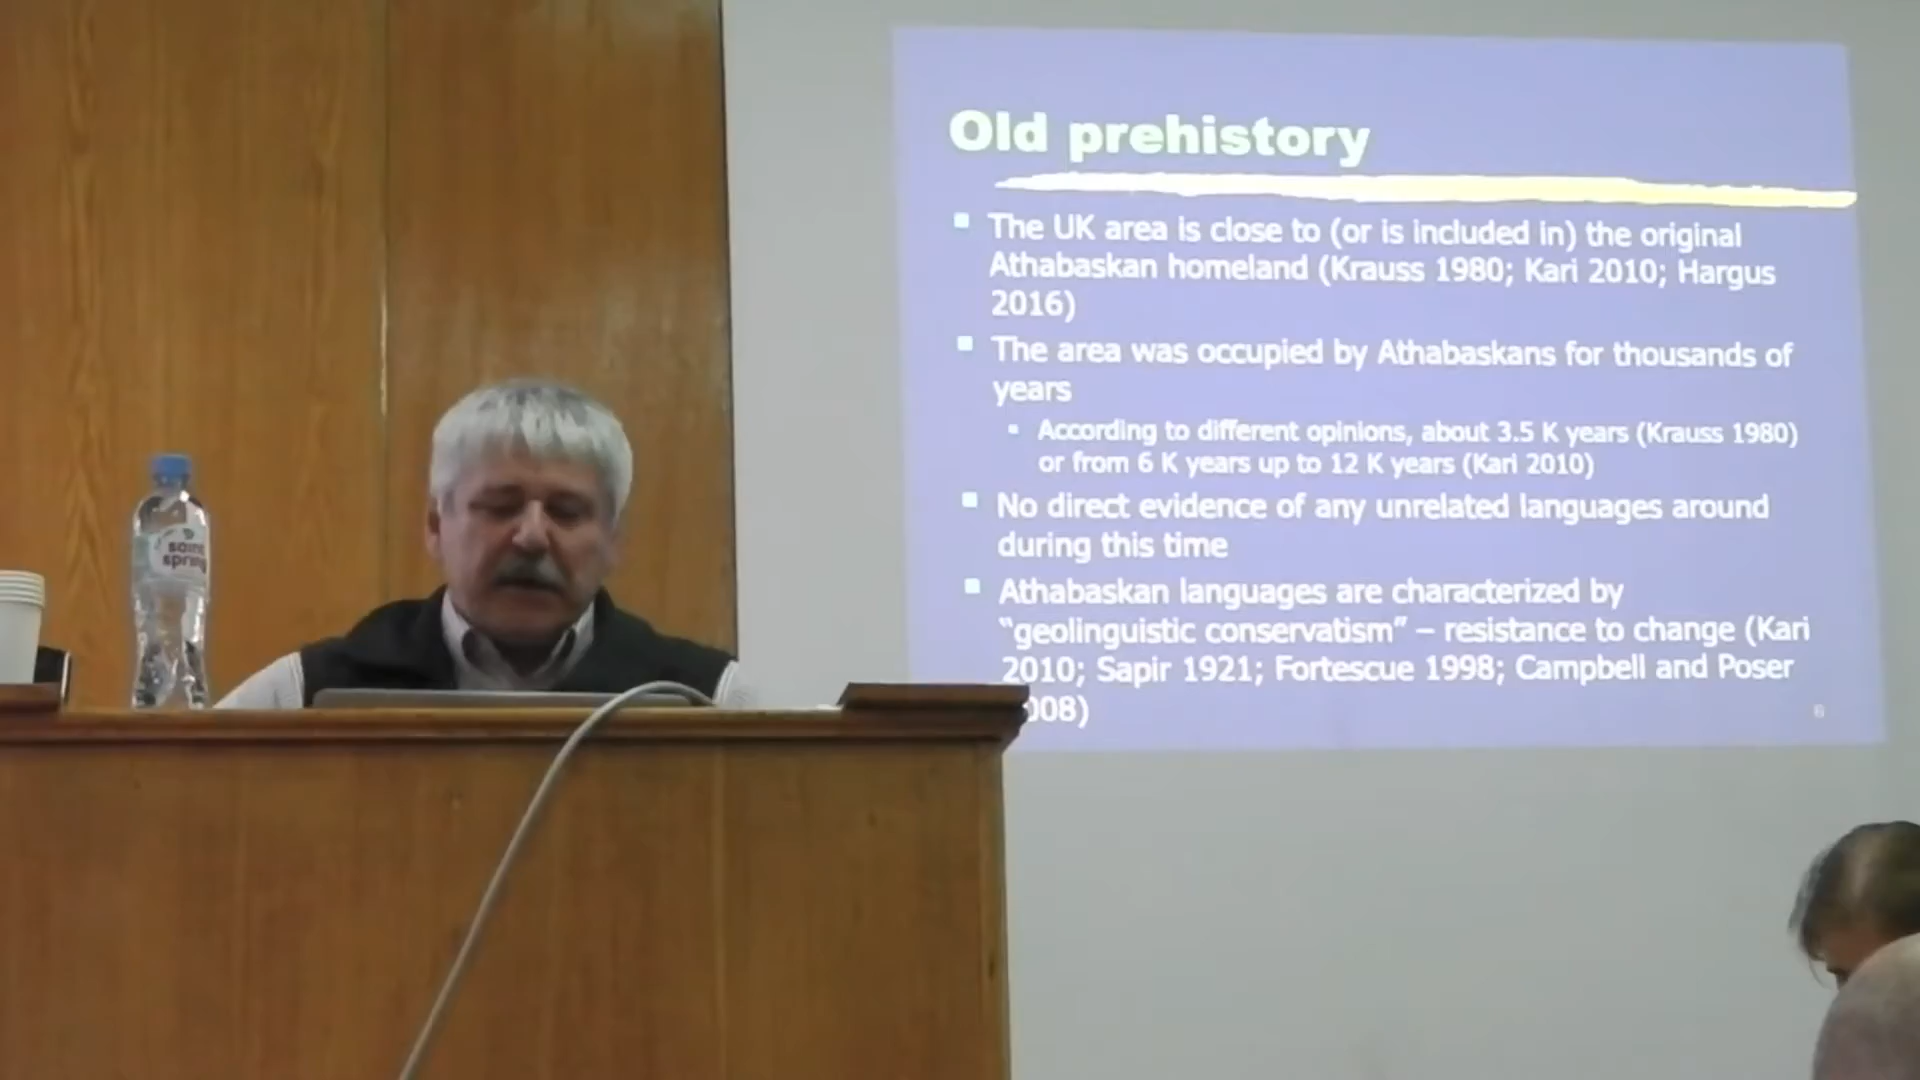 Old prehistory
The UK area is close to (or is included in) the original
Athabaskan homeland (Krauss 1980; Kari 2010; Hargus
2016)
The area was occupied by Athabaskans for thousands of
years
According to different opinions, about 3.5 K years (Krauss 1980)
or from 6 K years up to 12 K years (Kari 2010)
No direct evidence of any unrelated languages around
during this time
Athabaskan languages are characterized by
“geolinguistic conservatism” – resistance to change (Kari
2010; Sapir 1921; Fortescue 1998; Campbell and Poser
008)
saint
spring